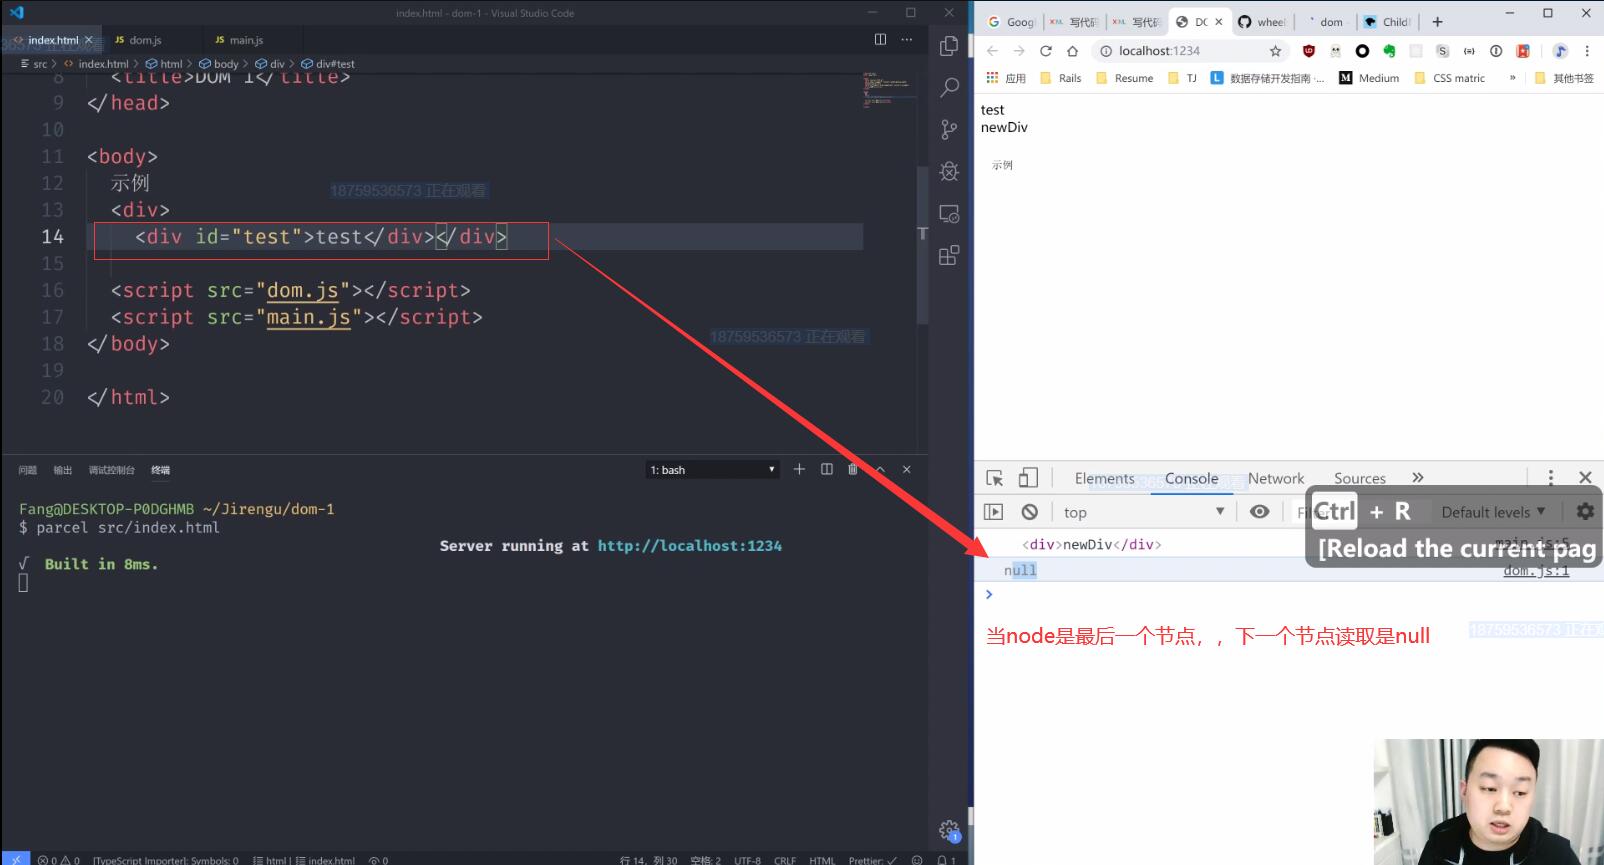 index.html - dom-1 - Visual Studio Code
index.html
JS dom.js
JS main.js
src > index.html > html > body > div > div#test
8 <title>DOM 1</title>
9 </head>
10
11 <body>
12 示例
13 <div>
14 <div id="test">test</div></div>
15
16 <script src="dom.js"></script>
17 <script src="main.js"></script>
18 </body>
19
20 </html>
18759536573 正在观看
18759536573 正在观看
问题 输出 调试控制台 终端
1: bash
Fang@DESKTOP-P0DGHMB ~/Jirengu/dom-1
$ parcel src/index.html
Server running at http://localhost:1234
√ Built in 8ms.
0 0 [TypeScript Importer]: Symbols: 0 html | index.html 0
行 14，列 30 空格: 2 UTF-8 CRLF HTML Prettier: ✓ 1
Goog 写代码 写代码 DO whee dom Child
localhost:1234
应用 Rails Resume TJ 数据存储开发指南 ·... Medium CSS matric » 其他书签
test
newDiv
示例
Elements Console Network Sources »
top
Default levels
Ctrl + R
[Reload the current pag
<div>newDiv</div>
main.js:5
null
dom.js:1
当node是最后一个节点，，下一个节点读取是null
18759536573 正在观